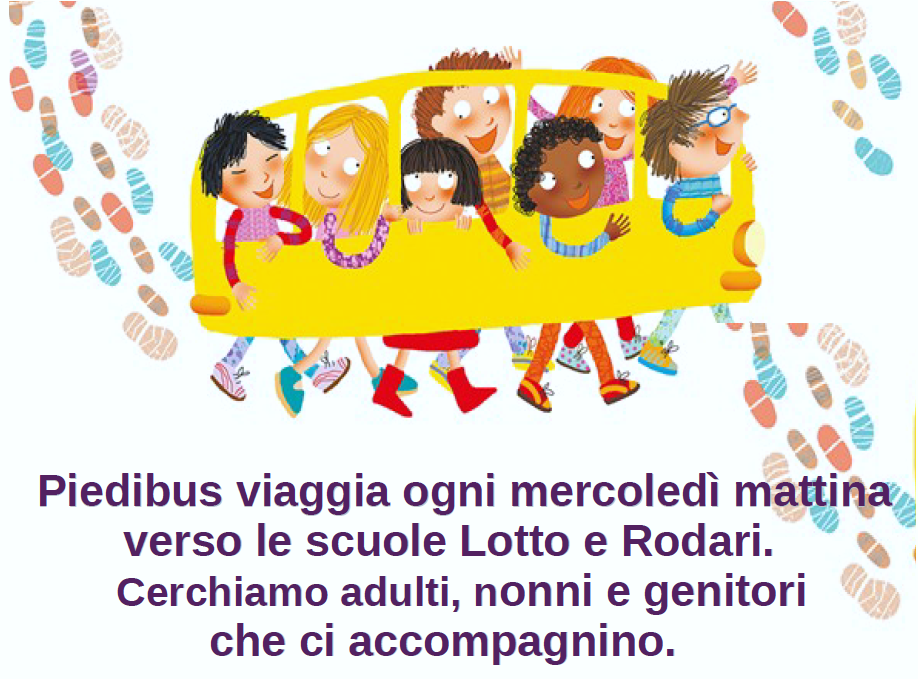 Piedibus viaggia ogni mercoledì mattina
verso le scuole Lotto e Rodari.
Cerchiamo adulti, nonni e genitori
che ci accompagnino.